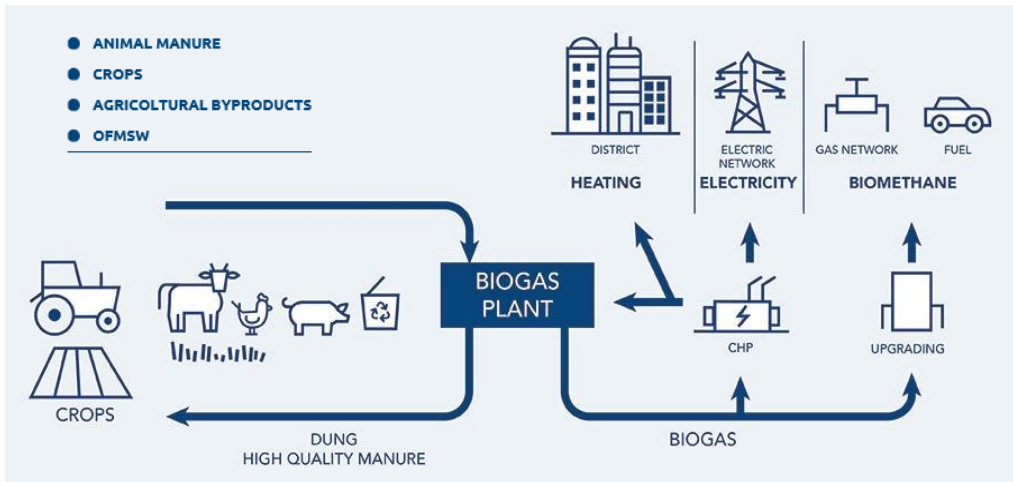 ANIMAL MANURE
CROPS
AGRICOLTURAL BYPRODUCTS
OFMSW
DISTRICT
HEATING
ELECTRIC
NETWORK
ELECTRICITY
GAS NETWORK
FUEL
BIOMETHANE
BIOGAS
PLANT
CHP
UPGRADING
CROPS
DUNG
HIGH QUALITY MANURE
BIOGAS